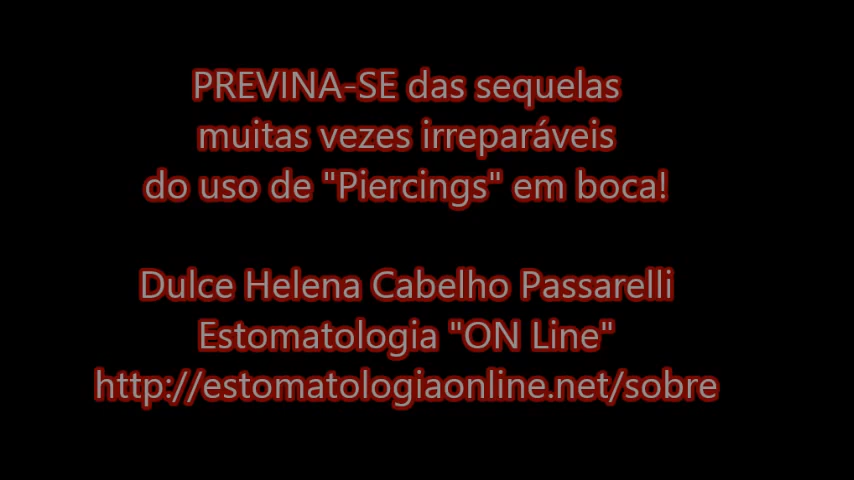 PREVINA-SE das sequelas
muitas vezes irreparáveis
do uso de "Piercings" em boca!
Dulce Helena Cabelho Passarelli
Estomatologia "ON Line"
http://estomatologiaonline.net/sobre